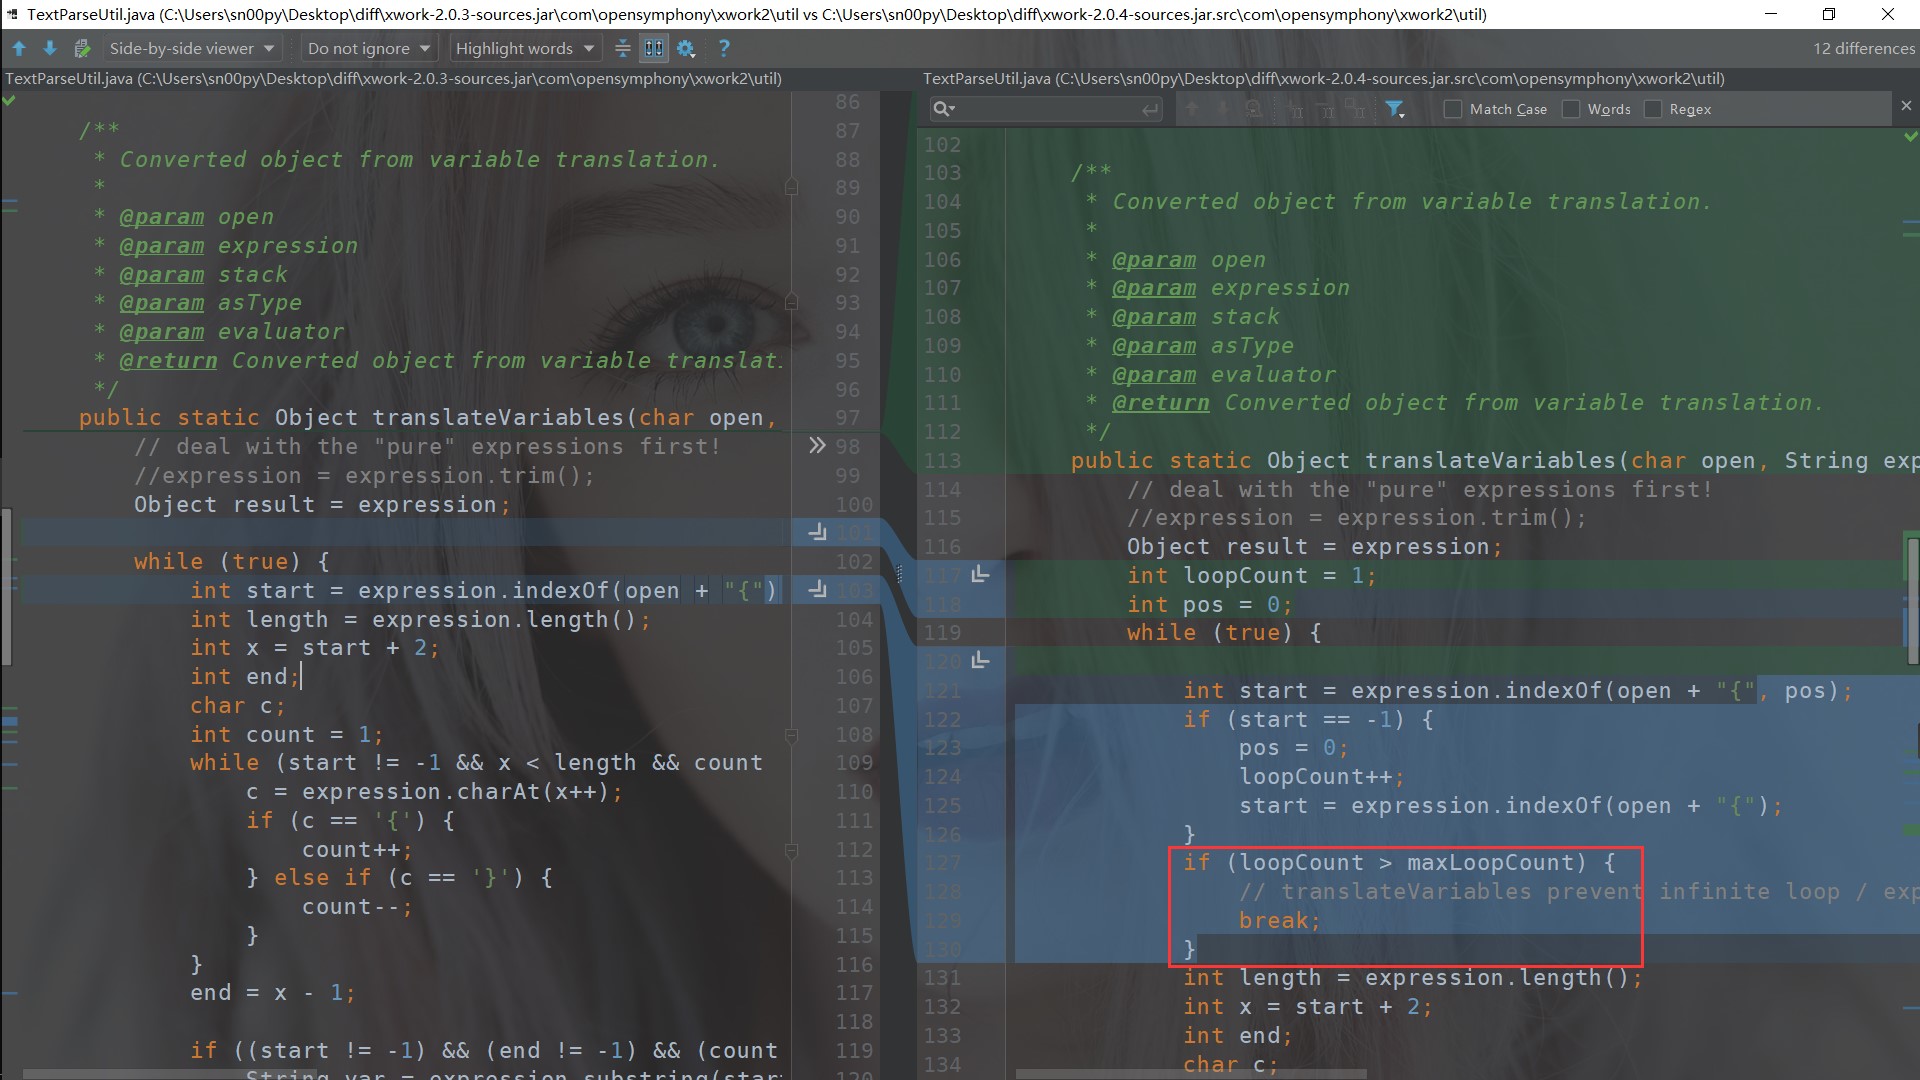 TextParseUtil.java (C:\Users\sn00py\Desktop\diff\xwork-2.0.3-sources.jar\com\opensymphony\xwork2\util vs C:\Users\sn00py\Desktop\diff\xwork-2.0.4-sources.jar.src\com\opensymphony\xwork2\util)
Side-by-side viewer Do not ignore Highlight words ? 12 differences
TextParseUtil.java (C:\Users\sn00py\Desktop\diff\xwork-2.0.3-sources.jar\com\opensymphony\xwork2\util)
86
/** 87
* Converted object from variable translation. 88
* 89
* @param open 90
* @param expression 91
* @param stack 92
* @param asType 93
* @param evaluator 94
* @return Converted object from variable translat. 95
*/ 96
public static Object translateVariables(char open, 97
// deal with the "pure" expressions first! 98
//expression = expression.trim(); 99
Object result = expression; 100
101
while (true) { 102
int start = expression.indexOf(open + "{") 103
int length = expression.length(); 104
int x = start + 2; 105
int end; 106
char c; 107
int count = 1; 108
while (start != -1 && x < length && count 109
c = expression.charAt(x++); 110
if (c == '{') { 111
count++; 112
} else if (c == '}') { 113
count--; 114
} 115
} 116
end = x - 1; 117
118
if ((start != -1) && (end != -1) && (count 119
String var = expression.substring(star 120
TextParseUtil.java (C:\Users\sn00py\Desktop\diff\xwork-2.0.4-sources.jar.src\com\opensymphony\xwork2\util)
Match Case Words Regex
102
103 /**
104 * Converted object from variable translation.
105 *
106 * @param open
107 * @param expression
108 * @param stack
109 * @param asType
110 * @param evaluator
111 * @return Converted object from variable translation.
112 */
113 public static Object translateVariables(char open, String exp
114 // deal with the "pure" expressions first!
115 //expression = expression.trim();
116 Object result = expression;
117 int loopCount = 1;
118 int pos = 0;
119 while (true) {
120
121 int start = expression.indexOf(open + "{", pos);
122 if (start == -1) {
123 pos = 0;
124 loopCount++;
125 start = expression.indexOf(open + "{");
126 }
127 if (loopCount > maxLoopCount) {
128 // translateVariables prevent infinite loop / exp
129 break;
130 }
131 int length = expression.length();
132 int x = start + 2;
133 int end;
134 char c;